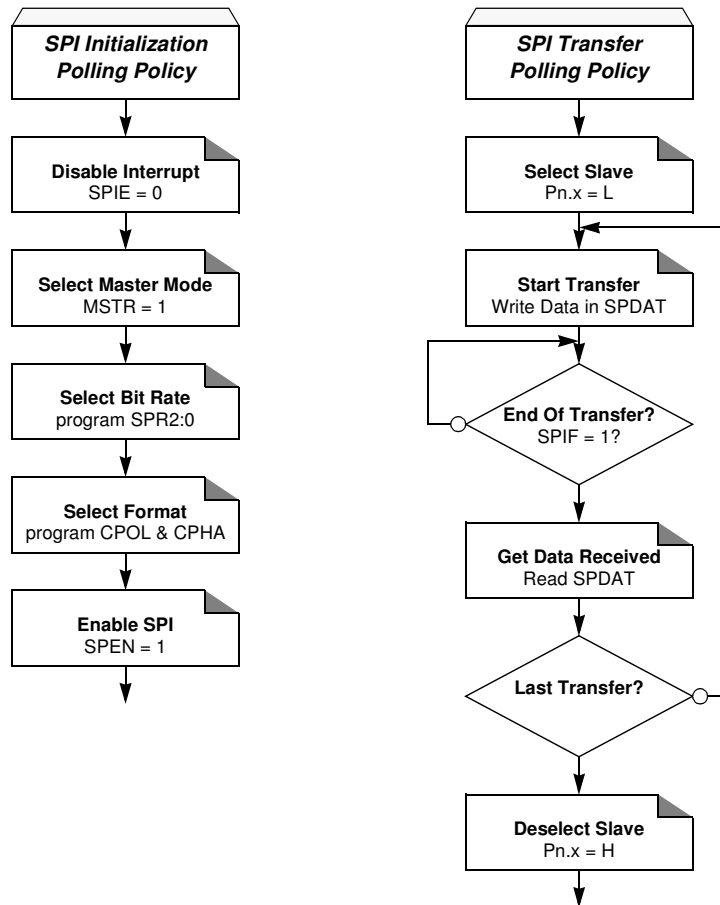 SPI Initialization
Polling Policy
Disable Interrupt
SPIE = 0
Select Master Mode
MSTR = 1
Select Bit Rate
program SPR2:0
Select Format
program CPOL & CPHA
Enable SPI
SPEN = 1
SPI Transfer
Polling Policy
Select Slave
Pn.x = L
Start Transfer
Write Data in SPDAT
End Of Transfer?
SPIF = 1?
Get Data Received
Read SPDAT
Last Transfer?
Deselect Slave
Pn.x = H